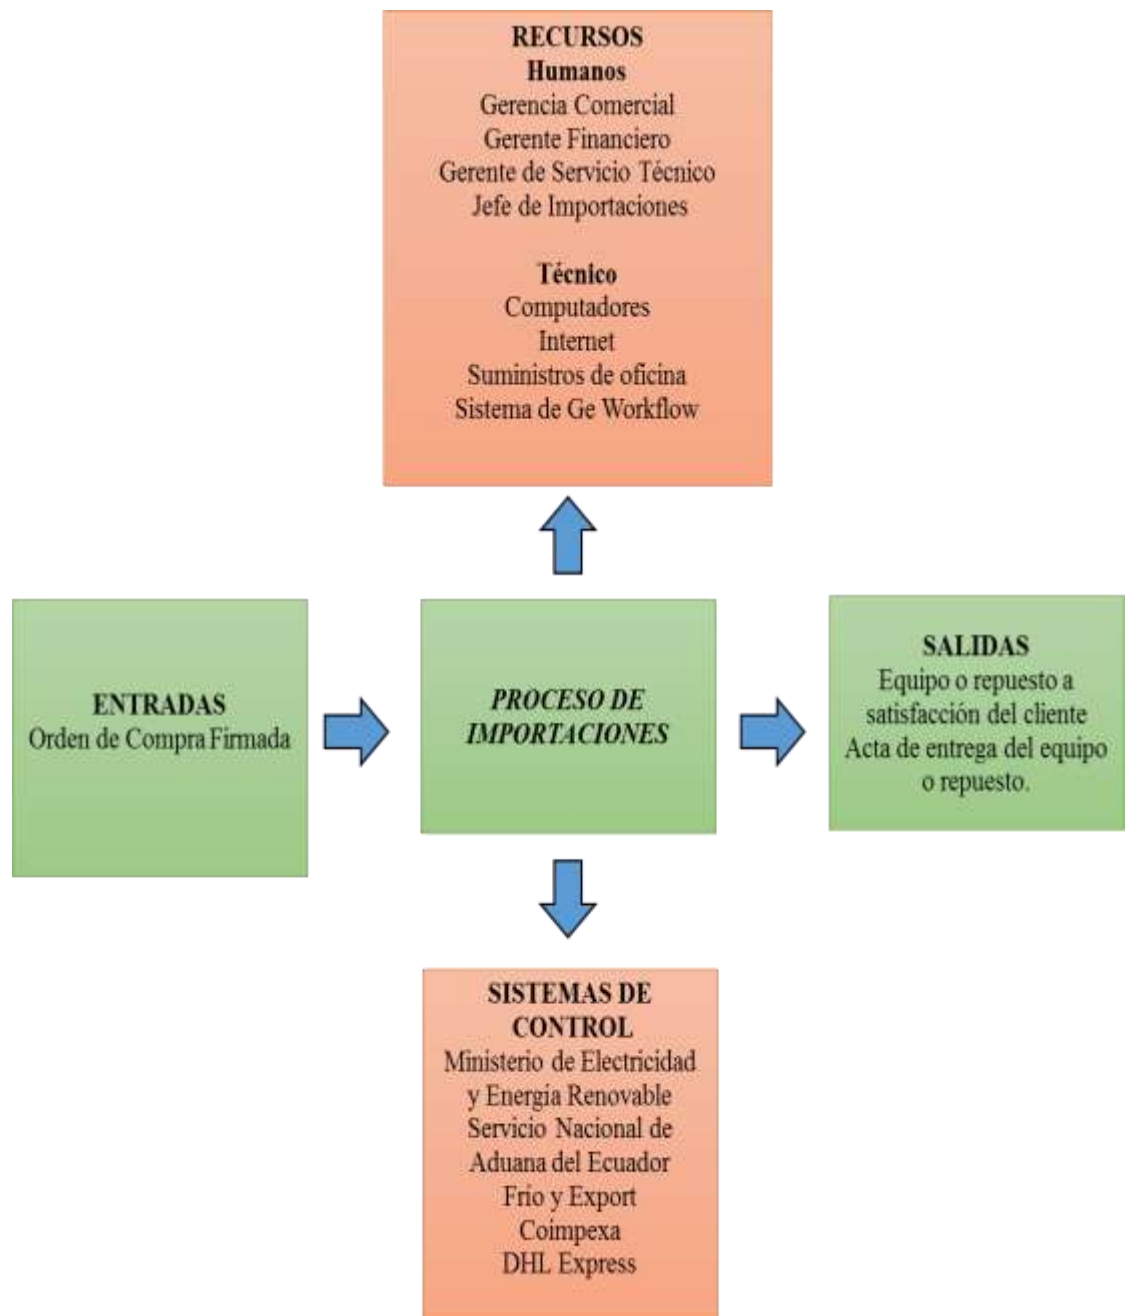 RECURSOS
Humanos
Gerencia Comercial
Gerente Financiero
Gerente de Servicio Técnico
Jefe de Importaciones
Técnico
Computadores
Internet
Suministros de oficina
Sistema de Ge Workflow
ENTRADAS
Orden de Compra Firmada
PROCESO DE
IMPORTACIONES
SALIDAS
Equipo o repuesto a
satisfacción del cliente
Acta de entrega del equipo
o repuesto.
SISTEMAS DE
CONTROL
Ministerio de Electricidad
y Energía Renovable
Servicio Nacional de
Aduana del Ecuador
Frio y Export
Coimpexa
DHL Express